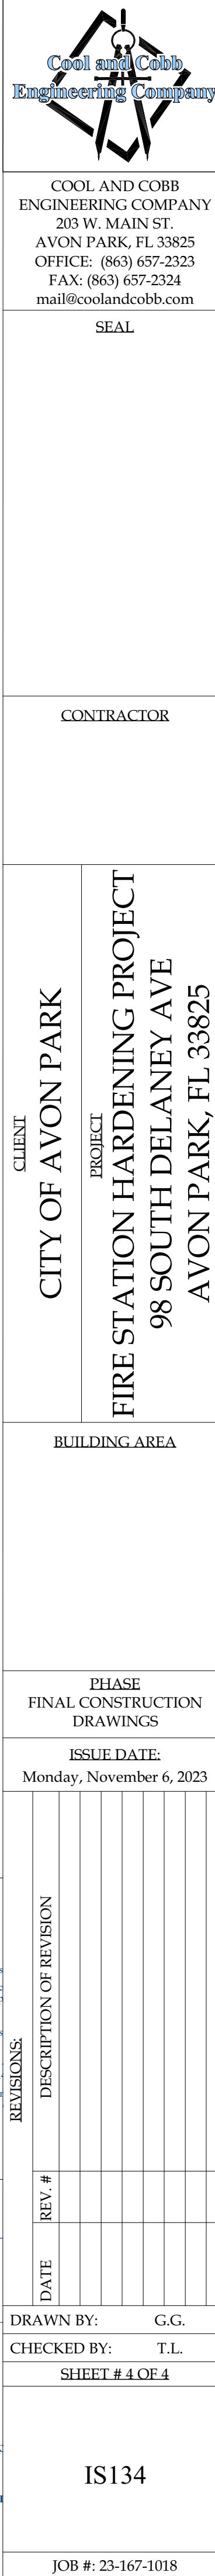 Cool and Cobb
Engineering Company
COOL AND COBB
ENGINEERING COMPANY
203 W. MAIN ST.
AVON PARK, FL 33825
OFFICE: (863) 657-2323
FAX: (863) 657-2324
mail@coolandcobb.com
SEAL
CONTRACTOR
CLIENT
CITY OF AVON PARK
PROJECT
FIRE STATION HARDENING PROJECT
98 SOUTH DELANEY AVE
AVON PARK, FL 33825
BUILDING AREA
PHASE
FINAL CONSTRUCTION
DRAWINGS
ISSUE DATE:
Monday, November 6, 2023
REVISIONS:
DATE REV. # DESCRIPTION OF REVISION
DRAWN BY: G.G.
CHECKED BY: T.L.
SHEET # 4 OF 4
IS134
JOB #: 23-167-1018